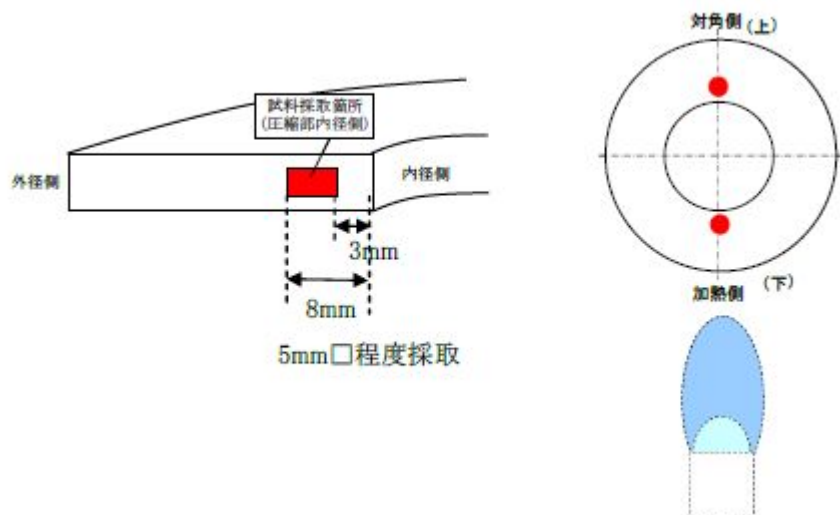 試料採取箇所
(圧縮部内径側)
外径側
内径側
3mm
8mm
5mm□程度採取
対角側(上)
(下)
加熱側